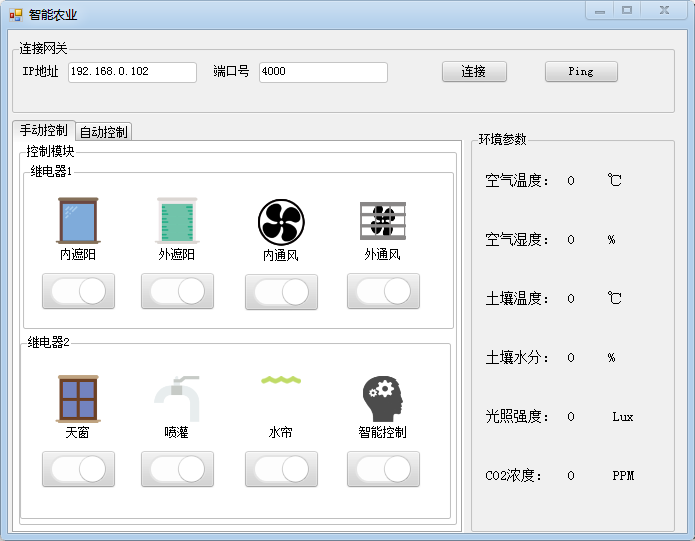 智能农业
连接网关
IP地址 192.168.0.102 端口号 4000 连接 Ping
手动控制 自动控制
控制模块
继电器1
内遮阳 外遮阳 内通风 外通风
继电器2
天窗 喷灌 水帘 智能控制
环境参数
空气温度： 0 ℃
空气湿度： 0 %
土壤温度： 0 ℃
土壤水分： 0 %
光照强度： 0 Lux
CO2浓度： 0 PPM